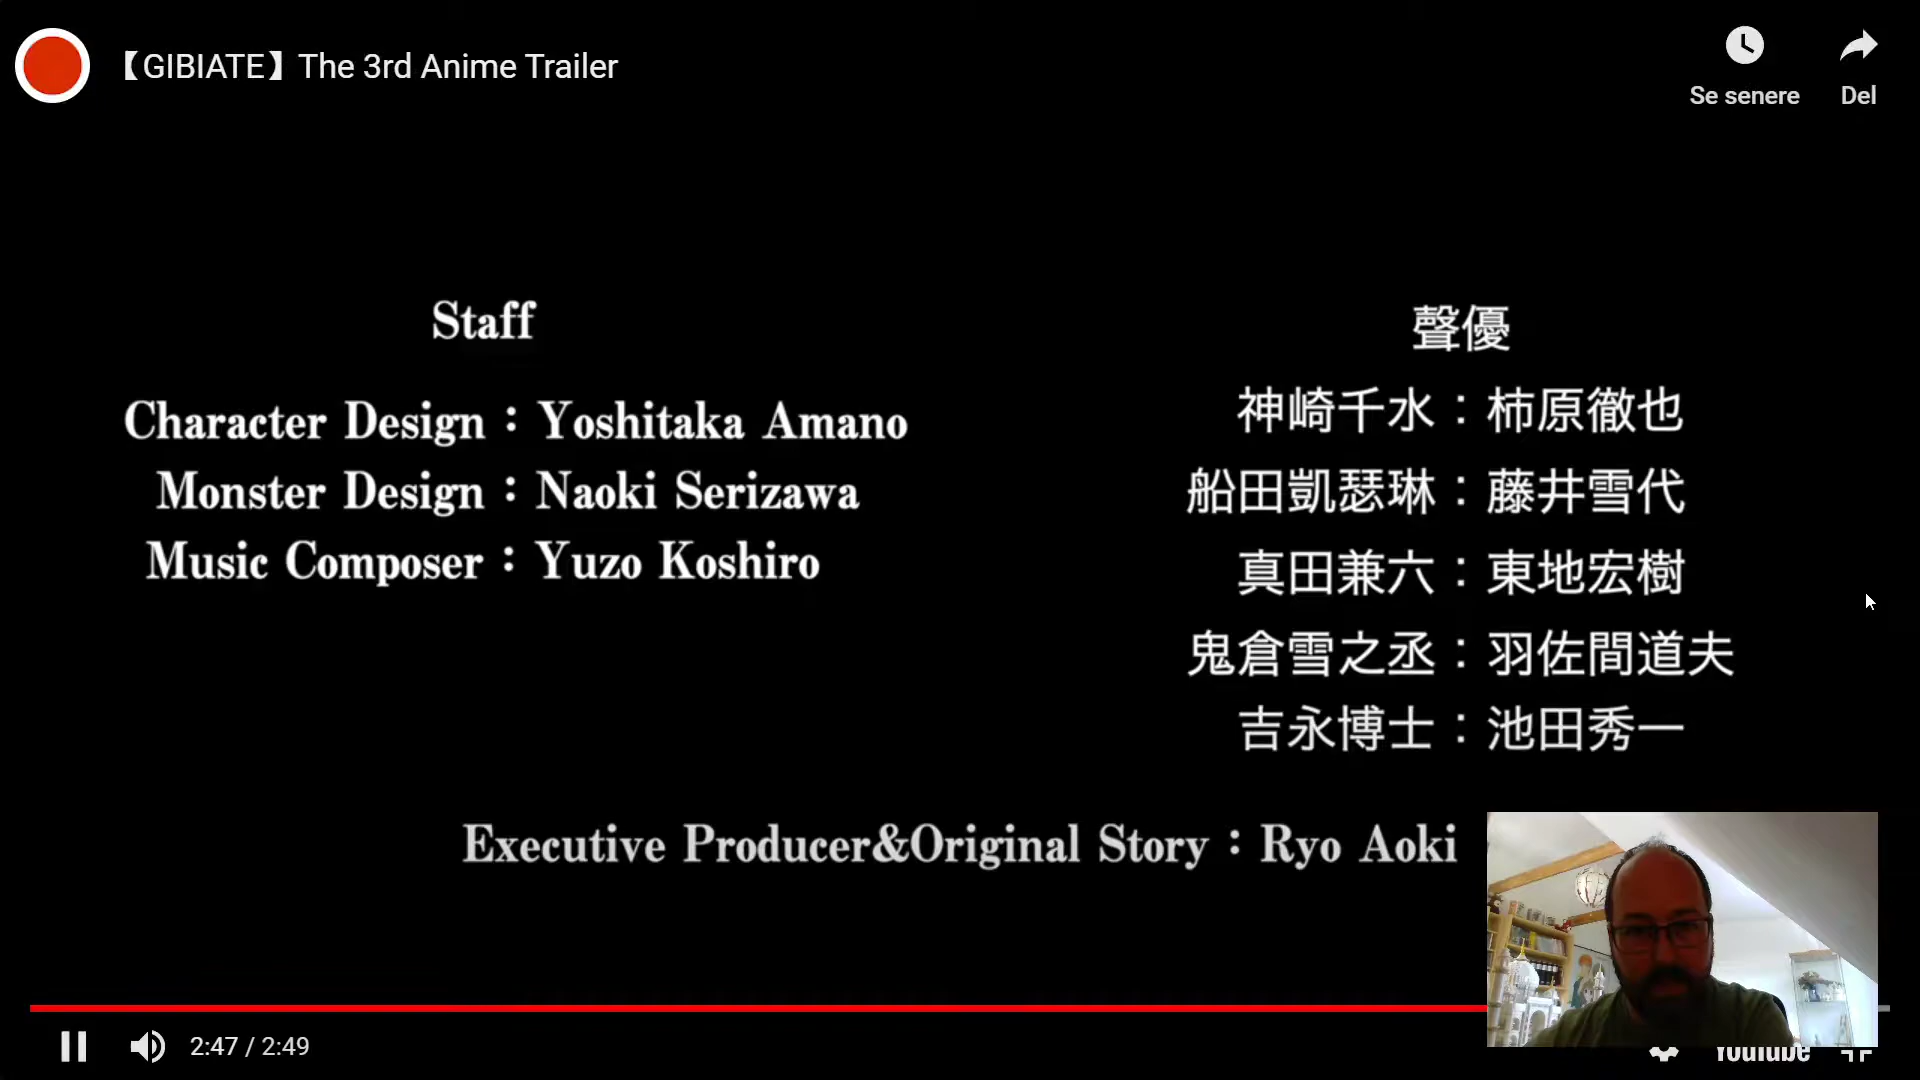 【GIBIATE】The 3rd Anime Trailer
Se senere
Del
Staff
Character Design：Yoshitaka Amano
Monster Design：Naoki Serizawa
Music Composer：Yuzo Koshiro
聲優
神崎千水：柿原徹也
船田凱瑟琳：藤井雪代
真田兼六：東地宏樹
鬼倉雪之丞：羽佐間道夫
吉永博士：池田秀一
Executive Producer&Original Story：Ryo Aoki
2:47 / 2:49
YouTube